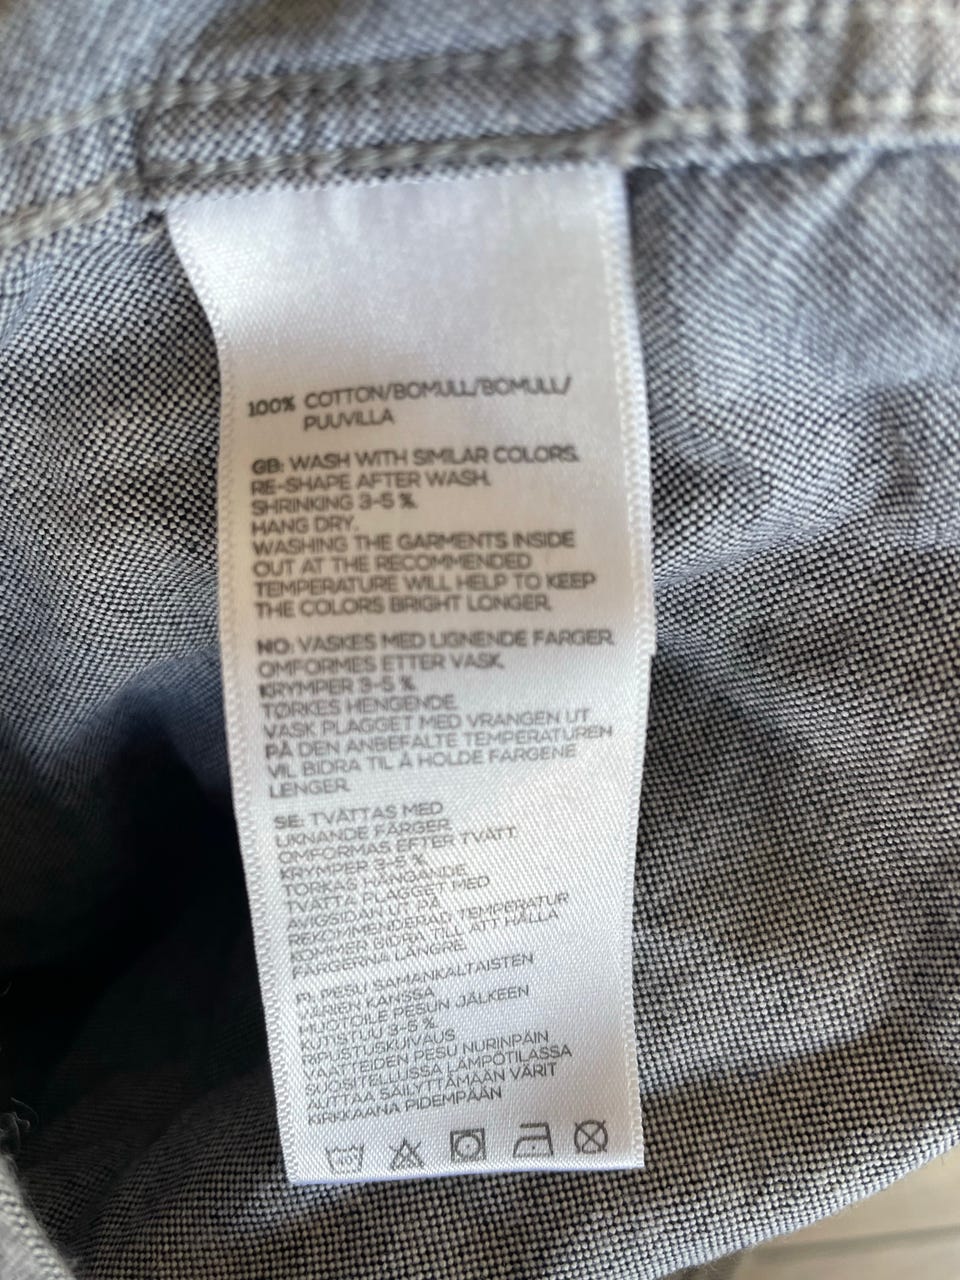 100% COTTON/BOMULL/BOMULL/
PUUVILLA
GB: WASH WITH SIMILAR COLORS.
RE-SHAPE AFTER WASH.
SHRINKING 3-5 %.
HANG DRY.
WASHING THE GARMENTS INSIDE
OUT AT THE RECOMMENDED
TEMPERATURE WILL HELP TO KEEP
THE COLORS BRIGHT LONGER.
NO: VASKES MED LIGNENDE FARGER.
OMFORMES ETTER VASK.
KRYMPER 3-5 %.
TØRKES HENGENDE.
VASK PLAGGET MED VRANGEN UT
PÅ DEN ANBEFALTE TEMPERATUREN
VIL BIDRA TIL Å HOLDE FARGENE
LENGER.
SE: TVÄTTAS MED
LIKNANDE FÄRGER.
OMFORMAS EFTER TVÄTT.
KRYMPER 3-5 %.
TORKAS HÄNGANDE.
TVÄTTA PLAGGET MED
AVIGSIDAN UT PÅ
REKOMMENDERAD TEMPERATUR
KOMMER BIDRA TILL ATT HÅLLA
FÄRGERNA LÄNGRE.
FI: PESU SAMANKALTAISTEN
VÄRIEN KANSSA
MUOTOILE PESUN JÄLKEEN
KUTISTUU 3-5 %.
RIPUSTUSKUIVAUS
VAATTEIDEN PESU NURINPÄIN
SUOSITELLUSSA LÄMPÖTILASSA
AUTTAA SÄILYTTÄMÄÄN VÄRIT
KIRKKAANA PIDEMPÄÄN
40